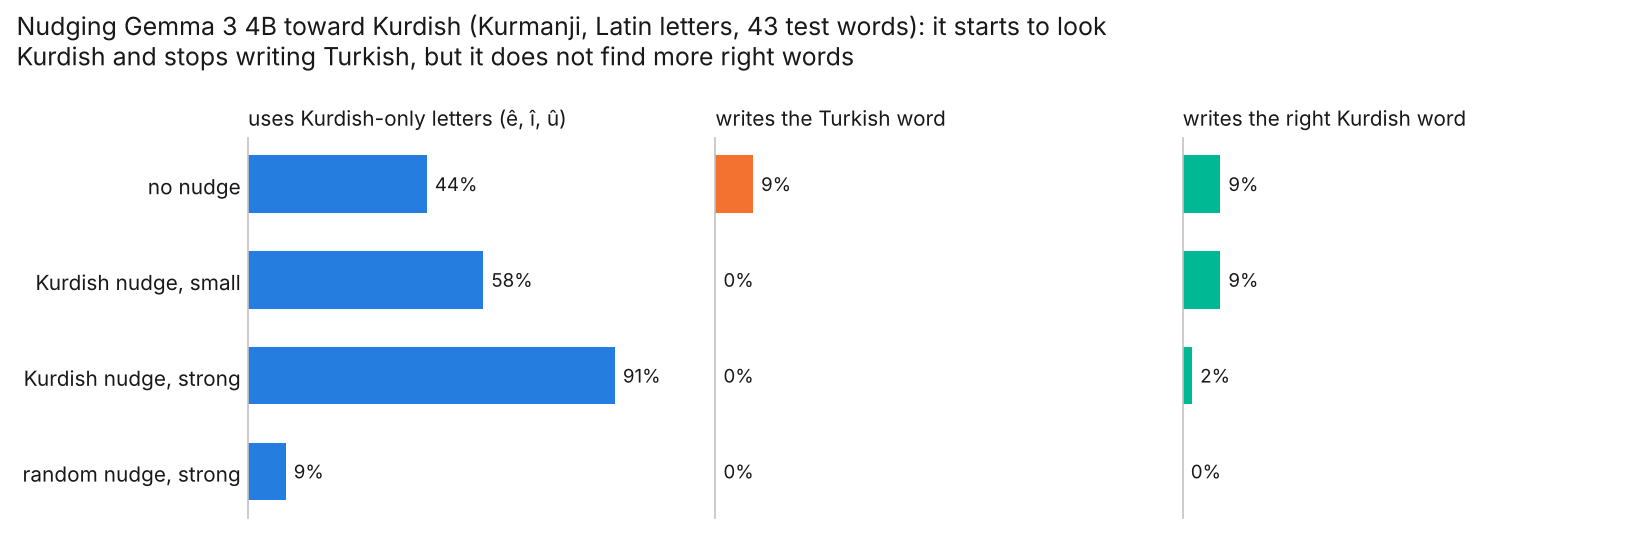 Nudging Gemma 3 4B toward Kurdish (Kurmanji, Latin letters, 43 test words): it starts to look
Kurdish and stops writing Turkish, but it does not find more right words
uses Kurdish-only letters (ê, î, û)
writes the Turkish word
writes the right Kurdish word
no nudge
44%
9%
9%
Kurdish nudge, small
58%
0%
9%
Kurdish nudge, strong
91%
0%
2%
random nudge, strong
9%
0%
0%